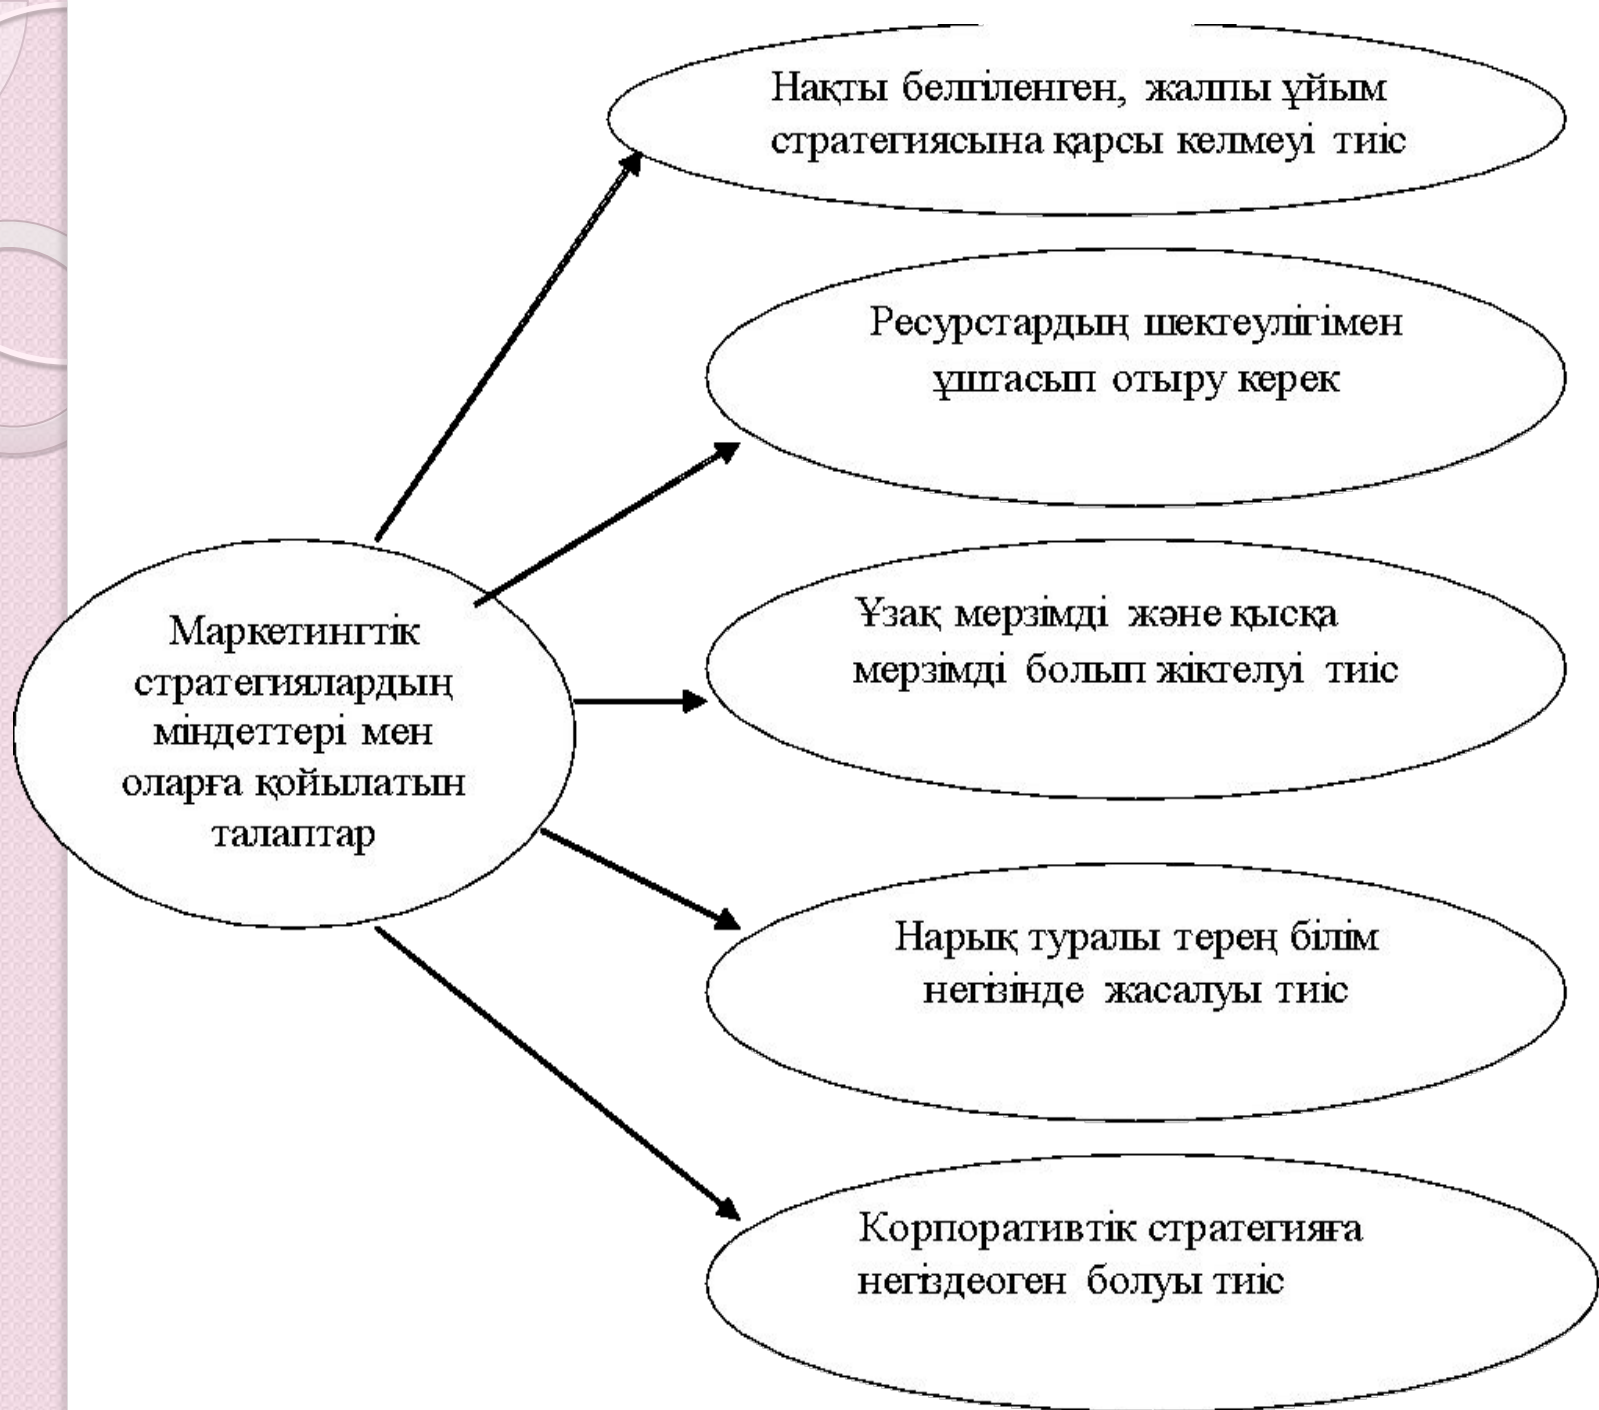 Нақты белгіленген, жалпы ұйым
стратегиясына қарсы келмеуі тиіс
Ресурстардың шектеулігімен
ұштасып отыру керек
Ұзақ мерзімді және қысқа
мерзімді болып жіктелуі тиіс
Маркетингтік
стратегиялардың
міндеттері мен
оларға қойылатын
талаптар
Нарық туралы терең білім
негізінде жасалуы тиіс
Корпоративтік стратегияға
негіздеоген болуы тиіс